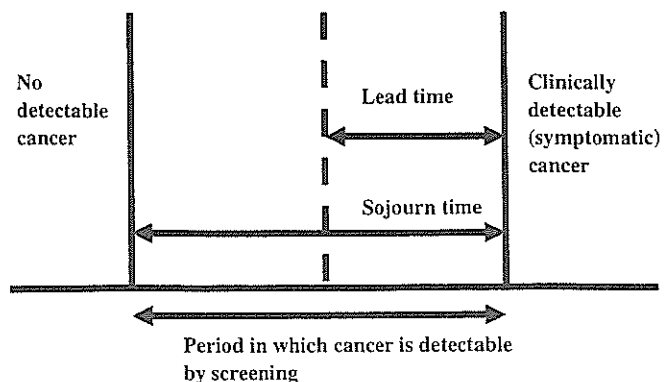 No
detectable
cancer
Lead time
Clinically
detectable
(symptomatic)
cancer
Sojourn time
Period in which cancer is detectable
by screening